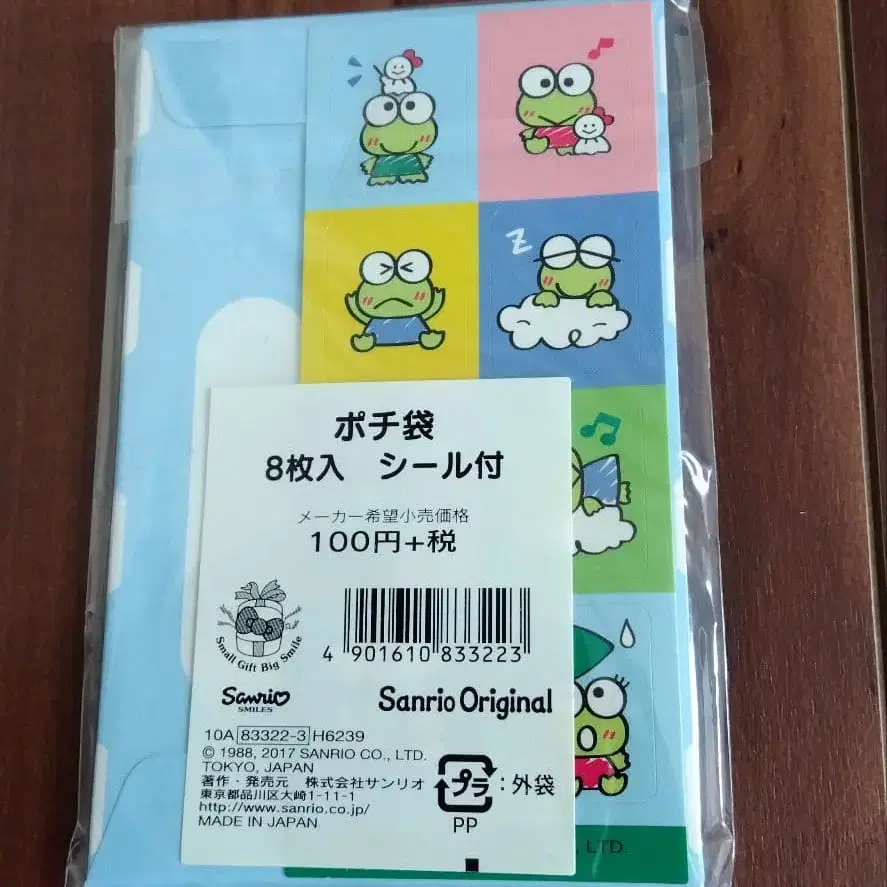 Z
ポチ袋
8枚入　シール付
メーカー希望小売価格
100円+税
Small Gift Big Smile
4 901610 833223
Sanrio
SMILES
Sanrio Original
10A 83322-3 H6239
© 1988, 2017 SANRIO CO., LTD.
TOKYO, JAPAN
著作・発売元　株式会社サンリオ
東京都品川区大崎1-11-1
http://www.sanrio.co.jp/
MADE IN JAPAN
プラ:外袋
PP
, LTD.